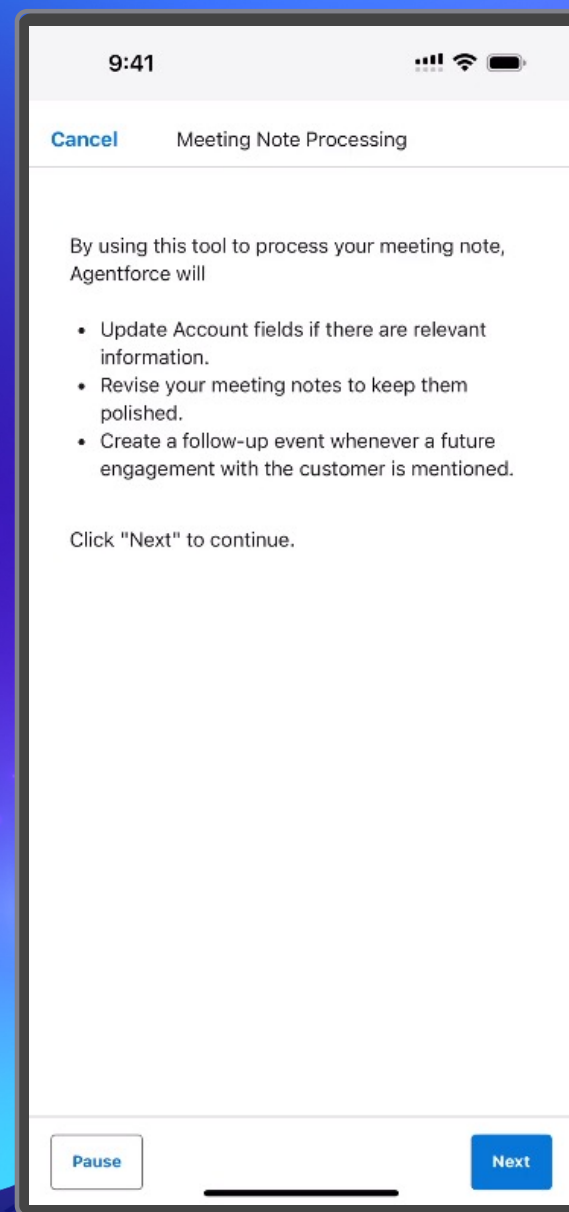 9:41
Cancel
Meeting Note Processing
By using this tool to process your meeting note,
Agentforce will
• Update Account fields if there are relevant
information.
• Revise your meeting notes to keep them
polished.
• Create a follow-up event whenever a future
engagement with the customer is mentioned.
Click "Next" to continue.
Pause
Next